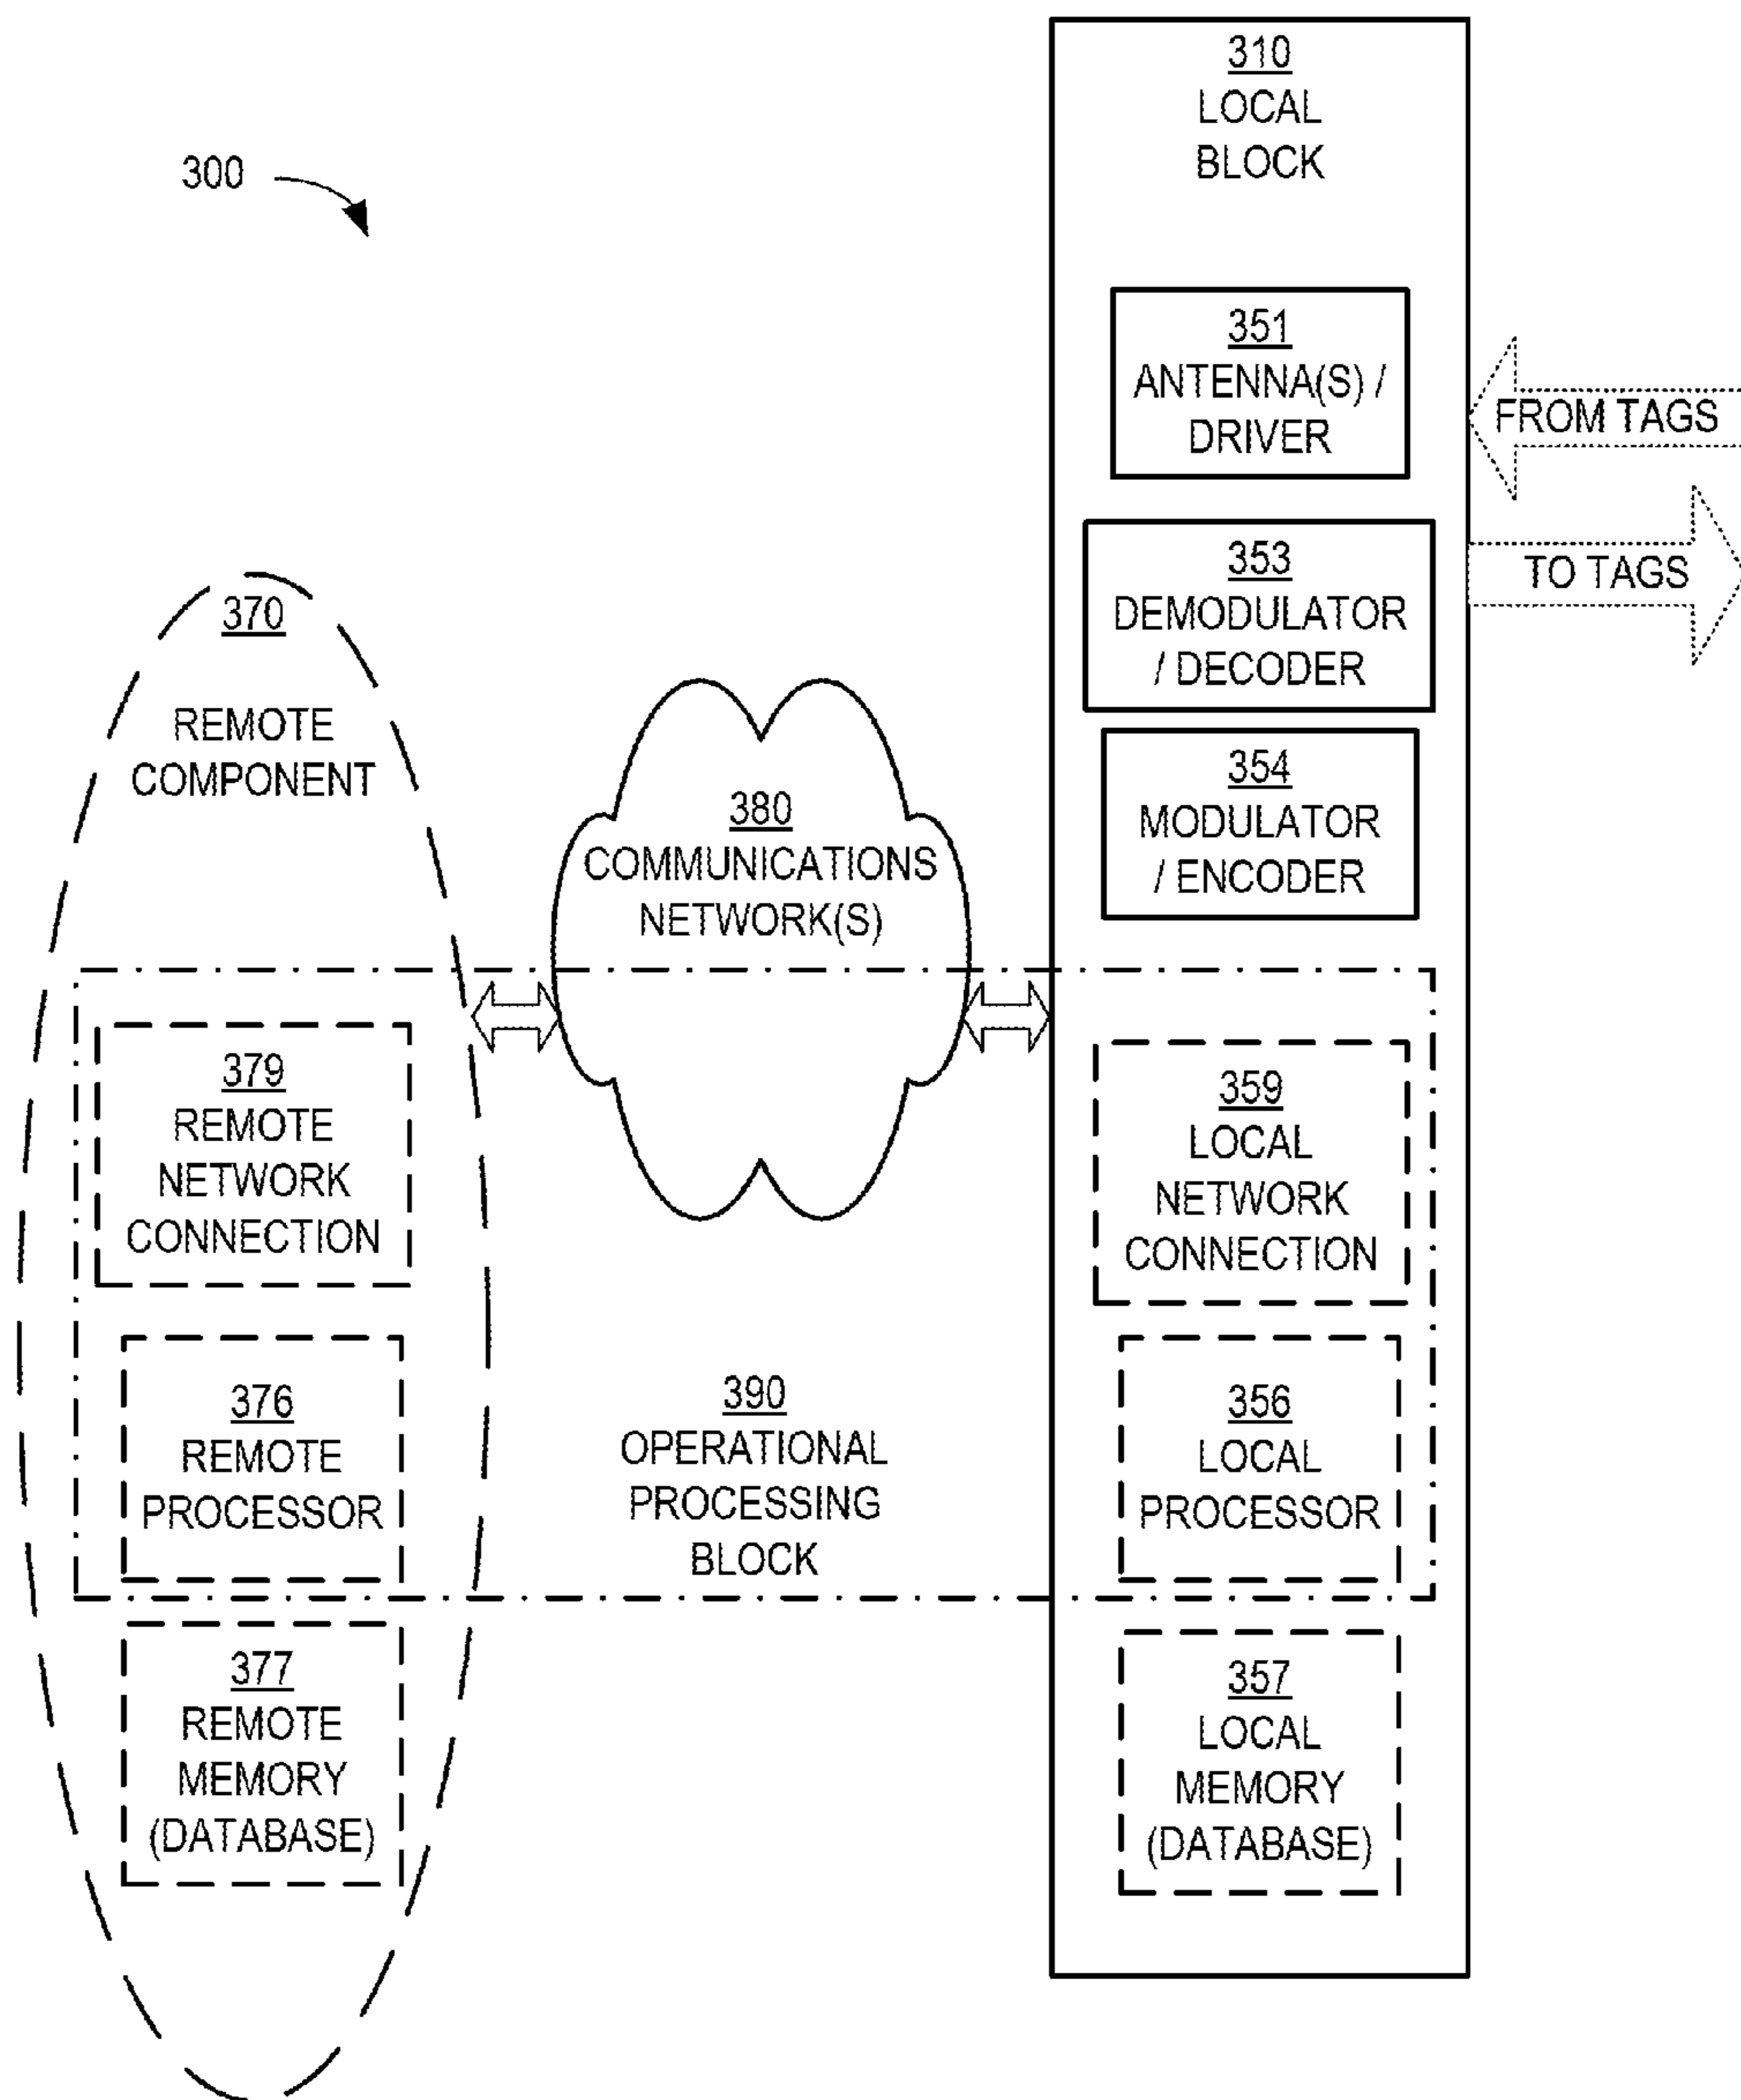 300
310
LOCAL
BLOCK
351
ANTENNA(S) /
DRIVER
FROM TAGS
353
DEMODULATOR
/ DECODER
TO TAGS
354
MODULATOR
/ ENCODER
370
REMOTE
COMPONENT
380
COMMUNICATIONS
NETWORK(S)
379
REMOTE
NETWORK
CONNECTION
359
LOCAL
NETWORK
CONNECTION
376
REMOTE
PROCESSOR
390
OPERATIONAL
PROCESSING
BLOCK
356
LOCAL
PROCESSOR
377
REMOTE
MEMORY
(DATABASE)
357
LOCAL
MEMORY
(DATABASE)